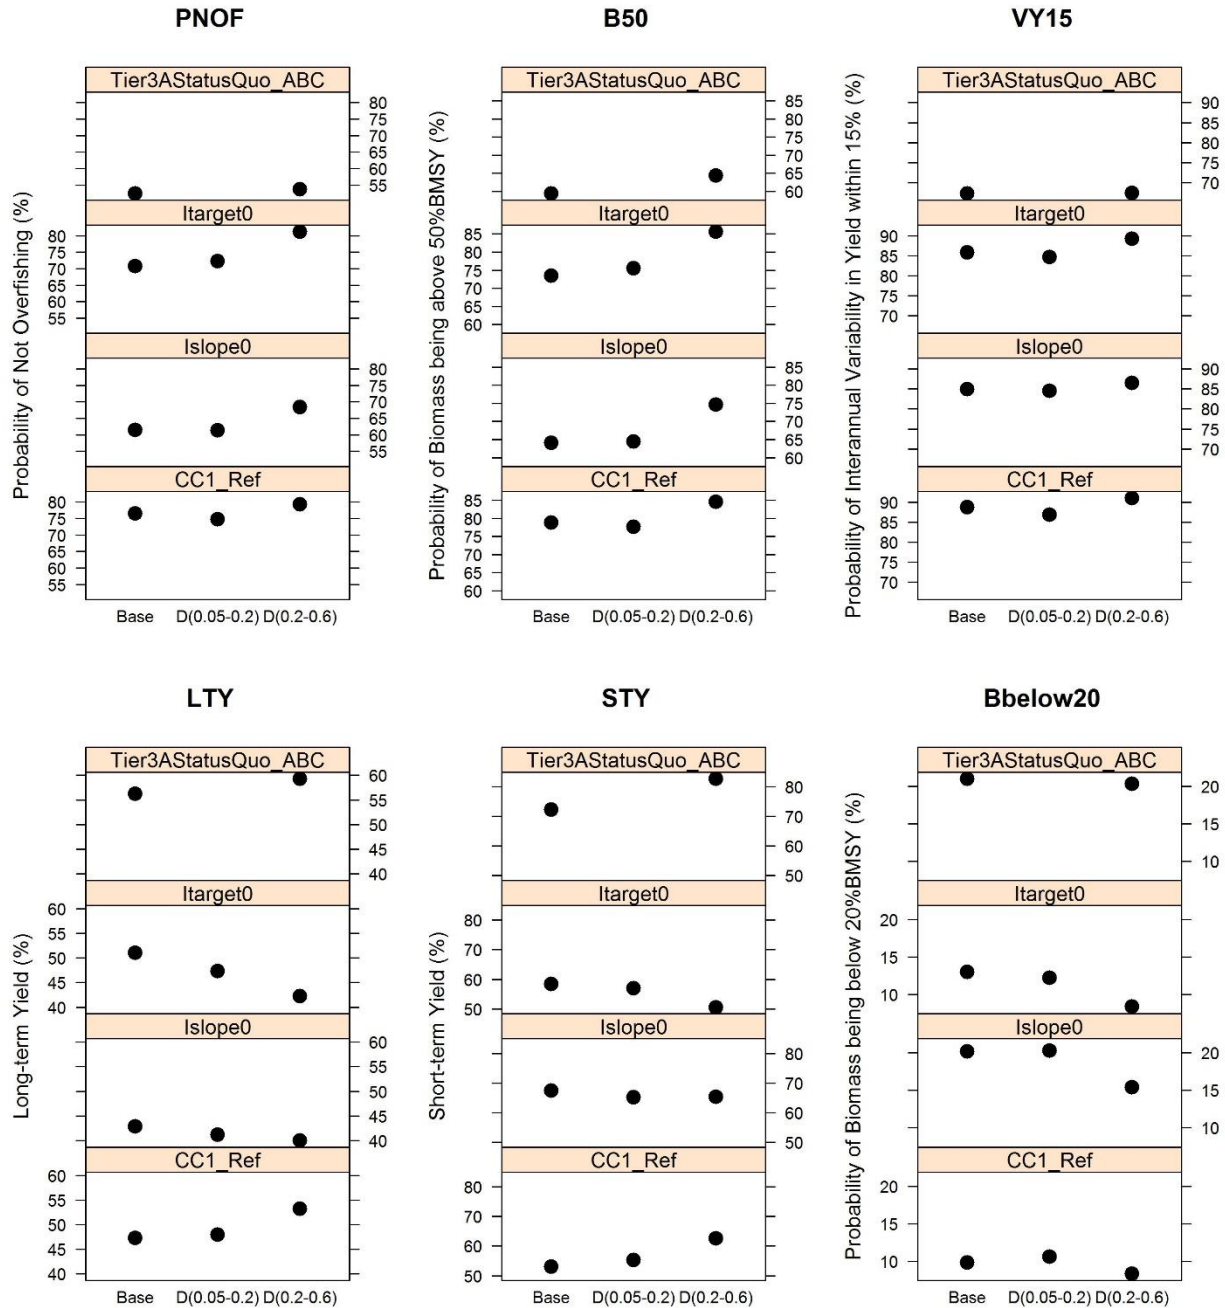 PNOF
Probability of Not Overfishing (%)
Tier3AStatusQuo_ABC
80
75
70
65
60
55
Itarget0
80
75
70
65
60
55
Islope0
80
75
70
65
60
55
CC1_Ref
80
75
70
65
60
55
Base D(0.05-0.2) D(0.2-0.6)
B50
Probability of Biomass being above 50%BMSY (%)
Tier3AStatusQuo_ABC
85
80
75
70
65
60
Itarget0
85
80
75
70
65
60
Islope0
85
80
75
70
65
60
CC1_Ref
85
80
75
70
65
60
Base D(0.05-0.2) D(0.2-0.6)
VY15
Probability of Interannual Variability in Yield within 15% (%)
Tier3AStatusQuo_ABC
90
85
80
75
70
Itarget0
90
85
80
75
70
Islope0
90
85
80
75
70
CC1_Ref
90
85
80
75
70
Base D(0.05-0.2) D(0.2-0.6)
LTY
Long-term Yield (%)
Tier3AStatusQuo_ABC
60
55
50
45
40
Itarget0
60
55
50
45
40
Islope0
60
55
50
45
40
CC1_Ref
60
55
50
45
40
Base D(0.05-0.2) D(0.2-0.6)
STY
Short-term Yield (%)
Tier3AStatusQuo_ABC
80
70
60
50
Itarget0
80
70
60
50
Islope0
80
70
60
50
CC1_Ref
80
70
60
50
Base D(0.05-0.2) D(0.2-0.6)
Bbelow20
Probability of Biomass being below 20%BMSY (%)
Tier3AStatusQuo_ABC
20
15
10
Itarget0
20
15
10
Islope0
20
15
10
CC1_Ref
20
15
10
Base D(0.05-0.2) D(0.2-0.6)